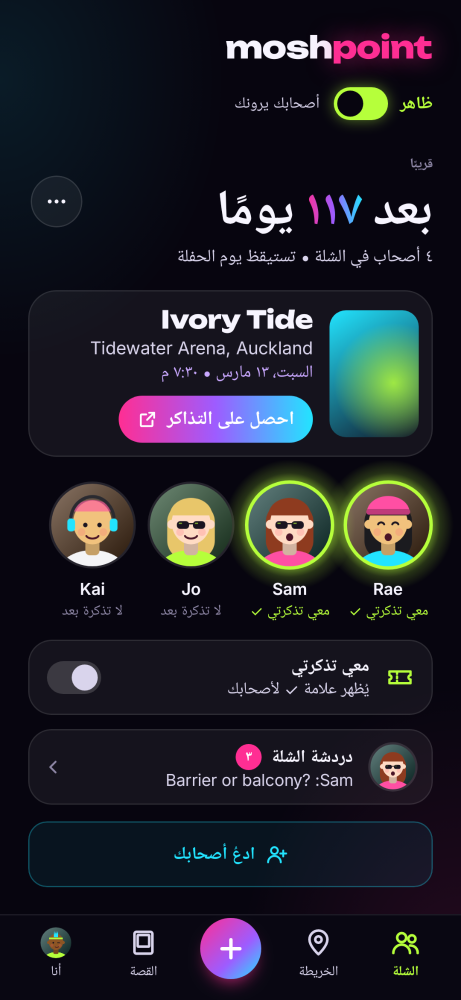 moshpoint
ظاهر
أصحابك يرونك
قريبًا
بعد ١١٧ يومًا
٤ أصحاب في الشلة • تستيقظ يوم الحفلة
Ivory Tide
Tidewater Arena, Auckland
السبت، ١٣ مارس • ٧:٣٠ م
احصل على التذاكر
Rae
معي تذكرتي ✓
Sam
معي تذكرتي ✓
Jo
لا تذكرة بعد
Kai
لا تذكرة بعد
معي تذكرتي
يُظهر علامة ✓ لأصحابك
دردشة الشلة ٣
Barrier or balcony? :Sam
ادعُ أصحابك
الشلة
الخريطة
القصة
أنا